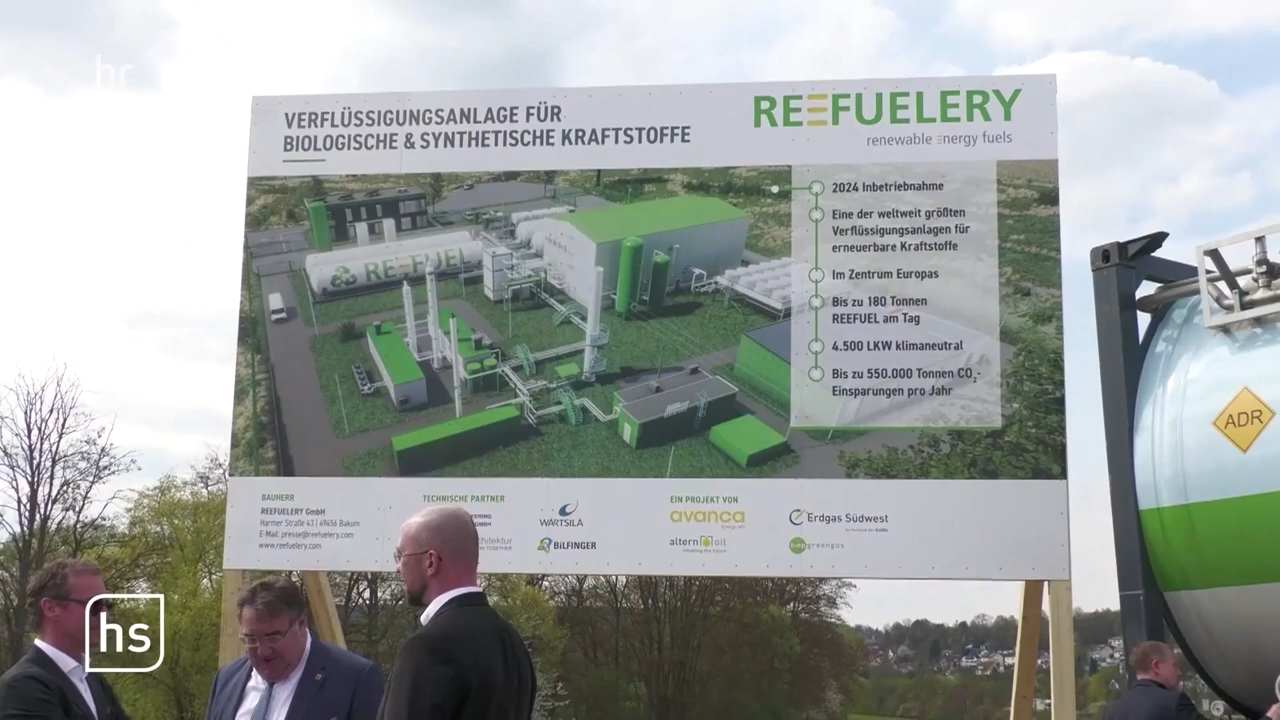 hr
VERFLÜSSIGUNGSANLAGE FÜR
BIOLOGISCHE & SYNTHETISCHE KRAFTSTOFFE
REEFUELERY
renewable energy fuels
2024 Inbetriebnahme
Eine der weltweit größten
Verflüssigungsanlagen für
erneuerbare Kraftstoffe
Im Zentrum Europas
Bis zu 180 Tonnen
REEFUEL am Tag
4.500 LKW klimaneutral
Bis zu 550.000 Tonnen CO₂-
Einsparungen pro Jahr
REEFUEL
ADR
BAUHERR
REEFUELERY GmbH
Harmer Straße 43 | 49456 Bakum
E-Mail: presse@reefuelery.com
www.reefuelery.com
TECHNISCHE PARTNER
WÄRTSILÄ
BILFINGER
EIN PROJEKT VON
avanca
alternoil
Erdgas Südwest
greengas
hs